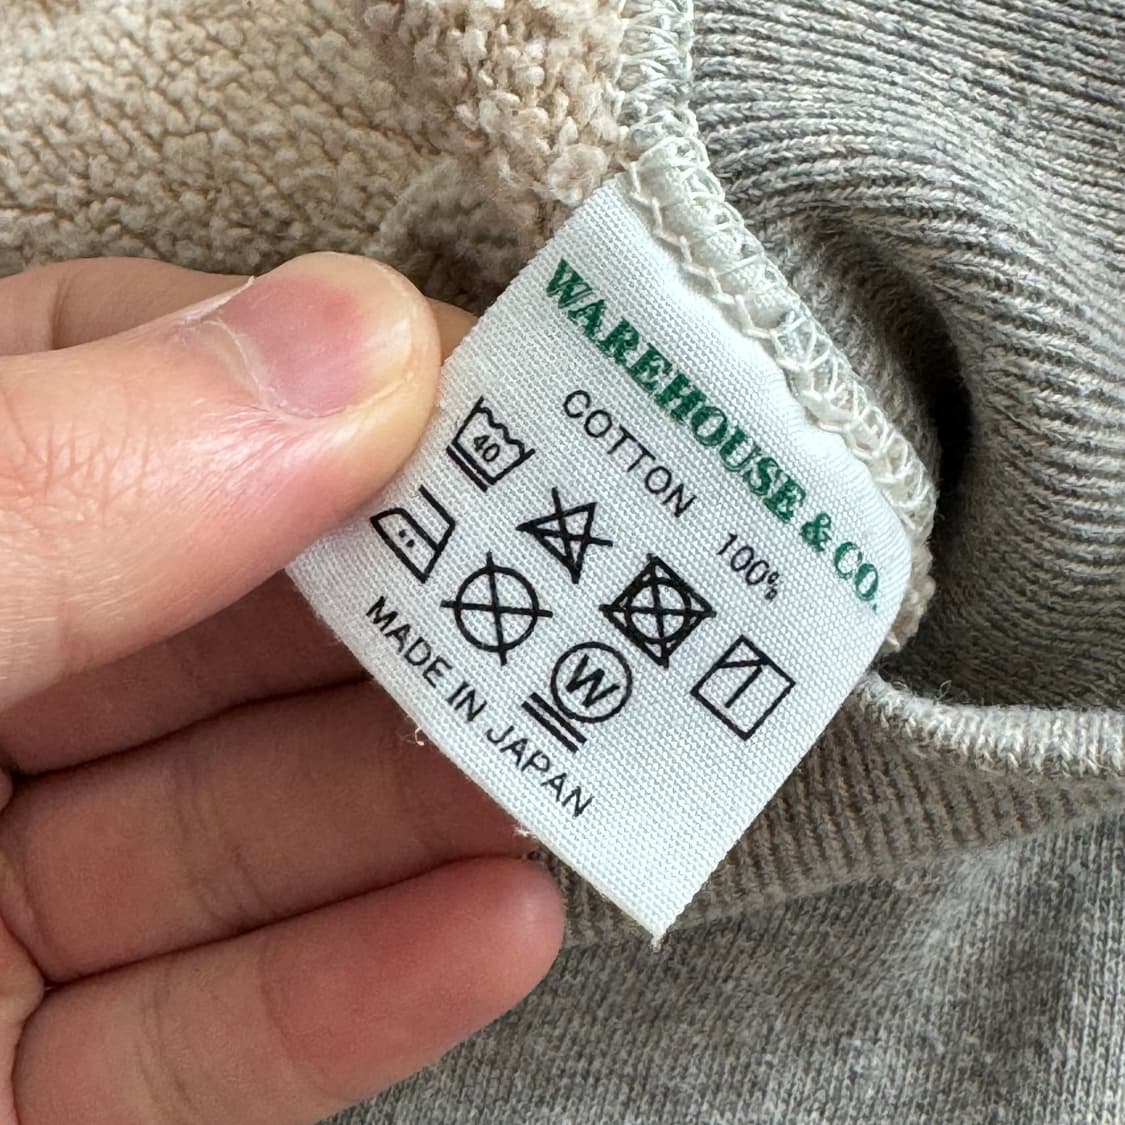 WAREHOUSE & CO.
COTTON 100%
40
W
MADE IN JAPAN